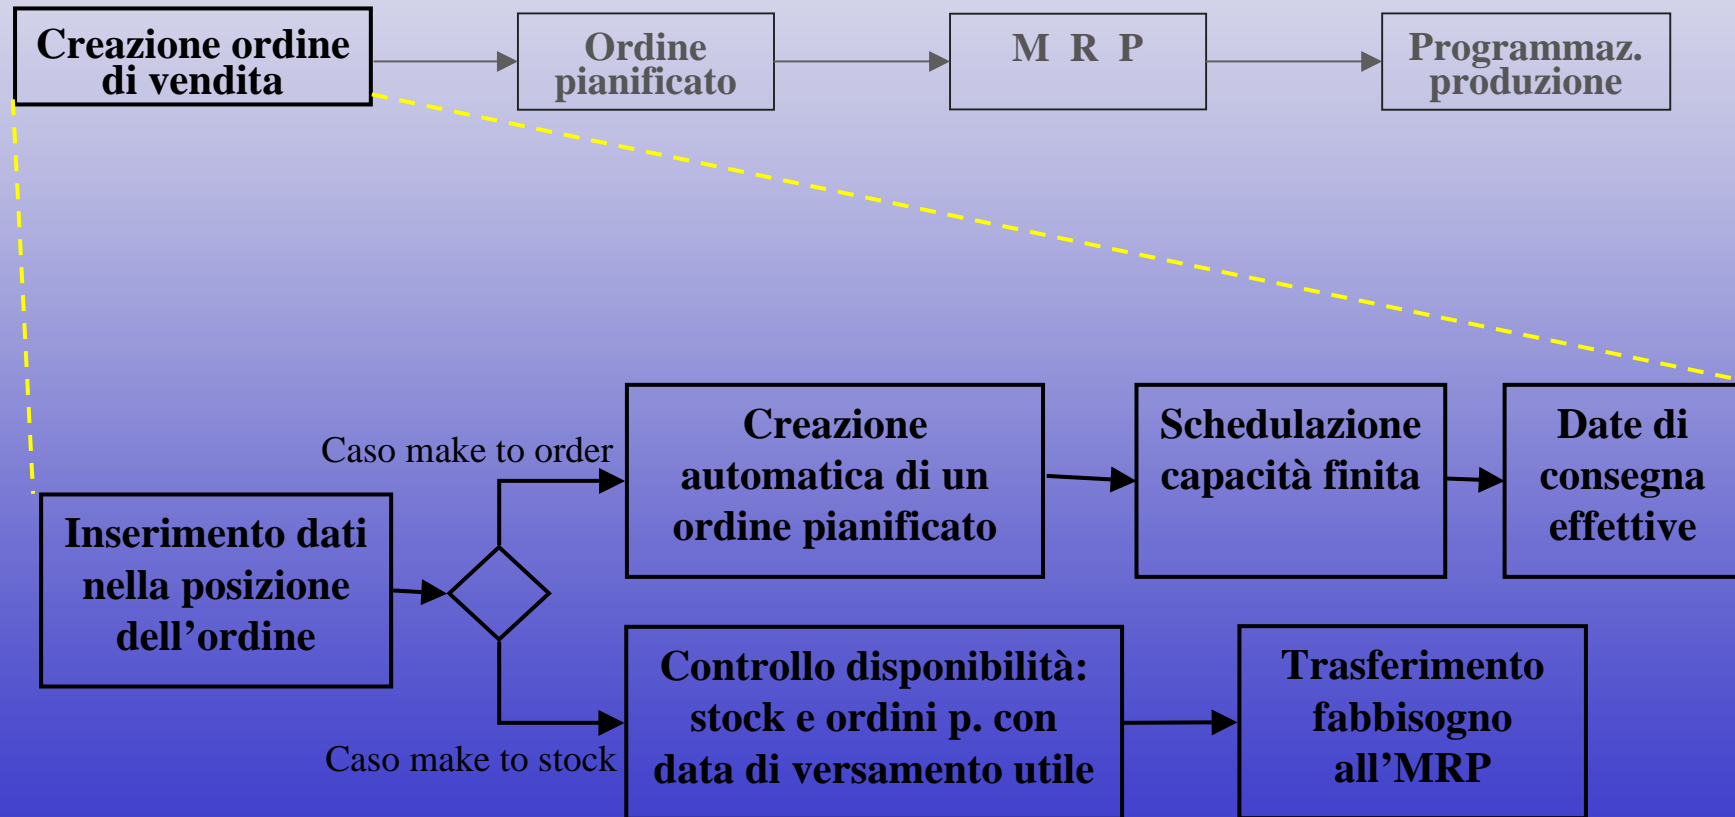 Creazione ordine
di vendita
Ordine
pianificato
M R P
Programmaz.
produzione
Caso make to order
Creazione
automatica di un
ordine pianificato
Schedulazione
capacità finita
Date di
consegna
effettive
Inserimento dati
nella posizione
dell’ordine
Caso make to stock
Controllo disponibilità:
stock e ordini p. con
data di versamento utile
Trasferimento
fabbisogno
all’MRP